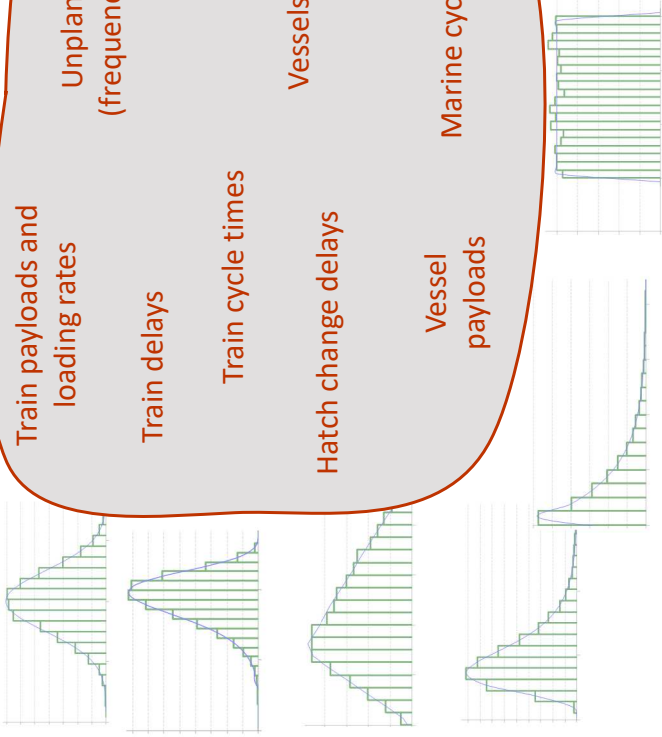 Train payloads and
loading rates
Unplan
(frequenc
Train delays
Train cycle times
Vessels
Hatch change delays
Vessel
payloads
Marine cyc